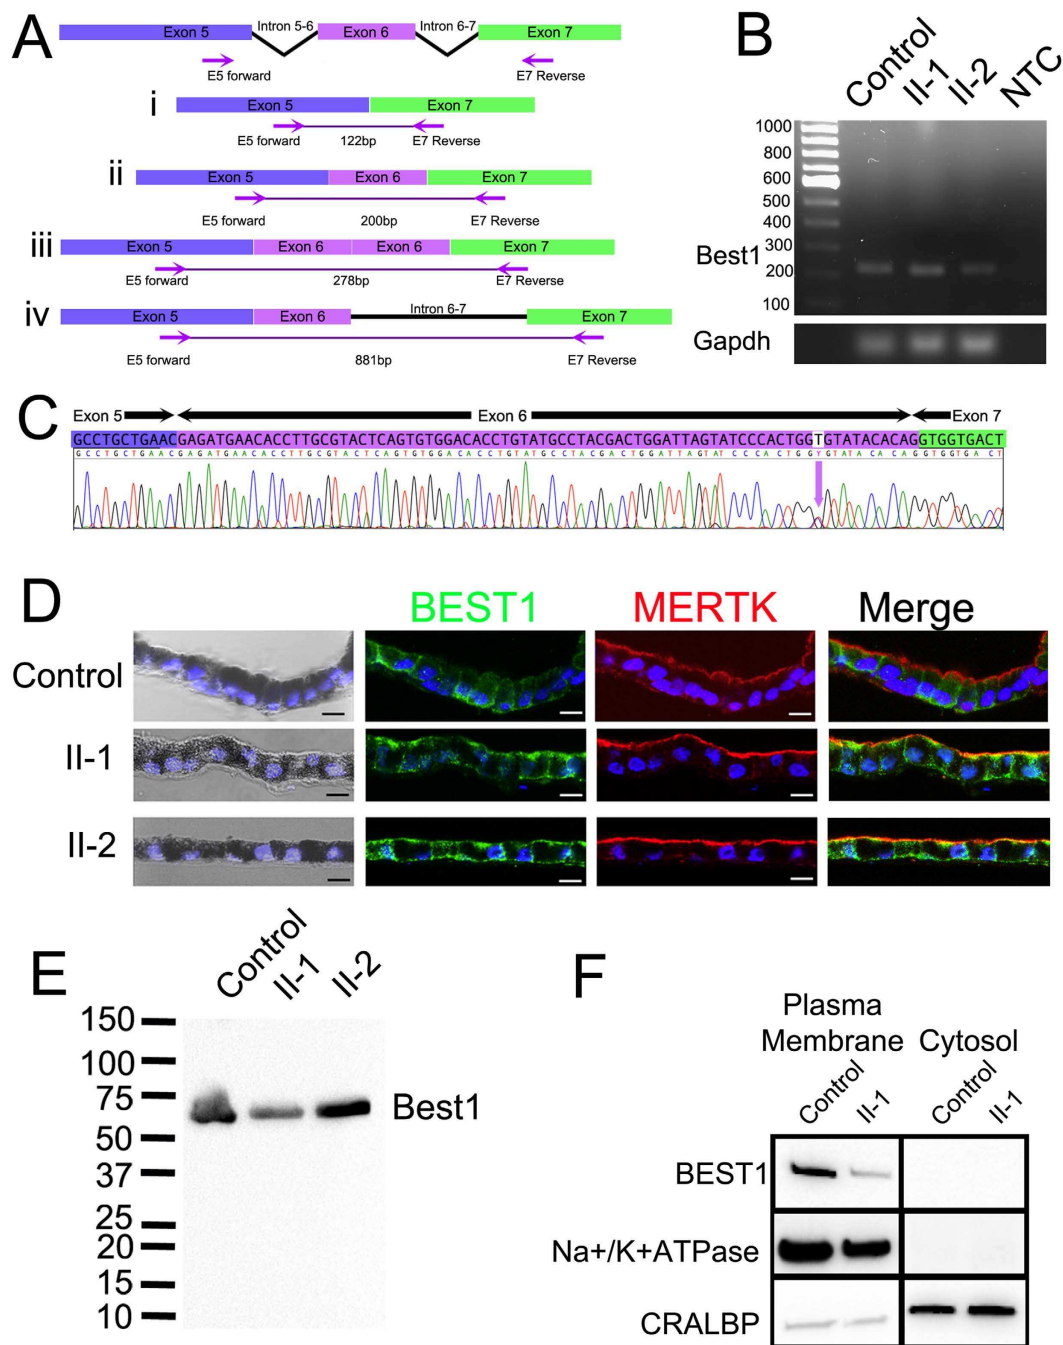 A
Exon 5 Intron 5-6 Exon 6 Intron 6-7 Exon 7
E5 forward E7 Reverse
i
Exon 5 Exon 7
E5 forward 122bp E7 Reverse
ii
Exon 5 Exon 6 Exon 7
E5 forward 200bp E7 Reverse
iii
Exon 5 Exon 6 Exon 6 Exon 7
E5 forward 278bp E7 Reverse
iv
Exon 5 Exon 6 Intron 6-7 Exon 7
E5 forward 881bp E7 Reverse
B
Control II-1 II-2 NTC
1000
800
600
500
400
300
Best1
200
100
Gapdh
C
Exon 5 Exon 6 Exon 7
GCCTGCTGAACGAGATGAACACCTTGCGTACTCAGTGTGGACACCTGTATGCCTACGACTGGATTAGTATCCCACTGGTGTATACACAGGTGGTGACT
GCCTGCTGAACGAGATGAACACCTTGCGTACTCAGTGTGGACACCTGTATGCCTACGACTGGATTAGTATCCCACTGGYGTATACACAGGTGGTGACT
D
BEST1 MERTK Merge
Control
II-1
II-2
E
Control II-1 II-2
150
100
75
Best1
50
37
25
20
15
10
F
Plasma
Membrane Cytosol
Control II-1 Control II-1
BEST1
Na+/K+ATPase
CRALBP